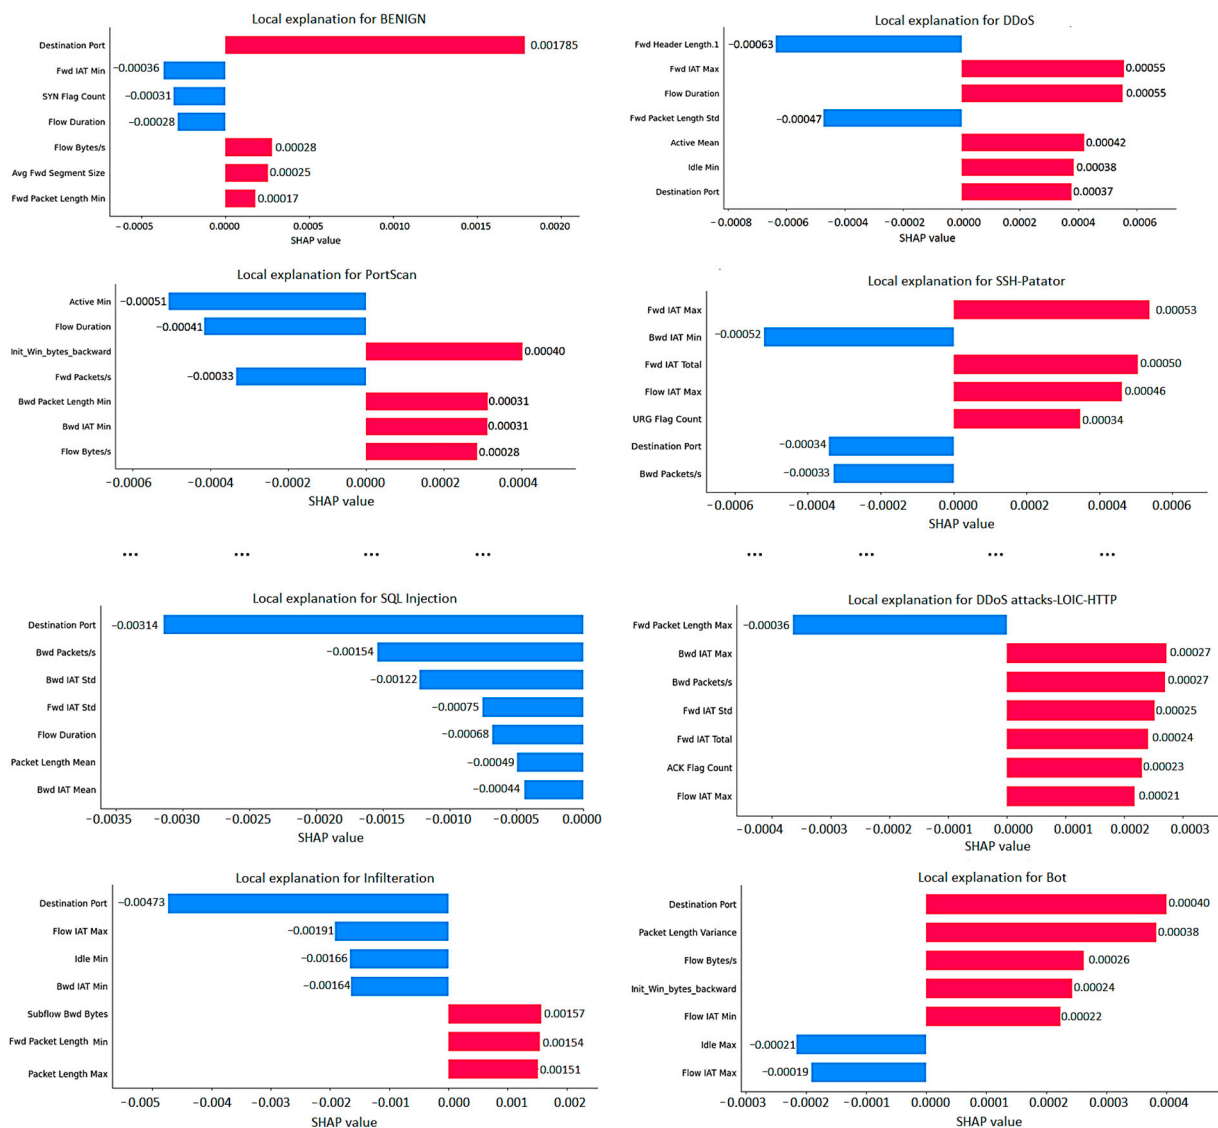 Local explanation for BENIGN
Destination Port
0.001785
Fwd IAT Min
−0.00036
SYN Flag Count
−0.00031
Flow Duration
−0.00028
Flow Bytes/s
0.00028
Avg Fwd Segment Size
0.00025
Fwd Packet Length Min
0.00017
−0.0005 0.0000 0.0005 0.0010 0.0015 0.0020
SHAP value
Local explanation for DDoS
Fwd Header Length.1
−0.00063
Fwd IAT Max
0.00055
Flow Duration
0.00055
Fwd Packet Length Std
−0.00047
Active Mean
0.00042
Idle Min
0.00038
Destination Port
0.00037
−0.0008 −0.0006 −0.0004 −0.0002 0.0000 0.0002 0.0004 0.0006
SHAP value
Local explanation for PortScan
Active Min
−0.00051
Flow Duration
−0.00041
Init_Win_bytes_backward
0.00040
Fwd Packets/s
−0.00033
Bwd Packet Length Min
0.00031
Bwd IAT Min
0.00031
Flow Bytes/s
0.00028
−0.0006 −0.0004 −0.0002 0.0000 0.0002 0.0004
SHAP value
Local explanation for SSH-Patator
Fwd IAT Max
0.00053
Bwd IAT Min
−0.00052
Fwd IAT Total
0.00050
Flow IAT Max
0.00046
URG Flag Count
0.00034
Destination Port
−0.00034
Bwd Packets/s
−0.00033
−0.0006 −0.0004 −0.0002 0.0000 0.0002 0.0004 0.0006
SHAP value
... ... ... ... ... ... ... ...
Local explanation for SQL Injection
Destination Port
−0.00314
Bwd Packets/s
−0.00154
Bwd IAT Std
−0.00122
Fwd IAT Std
−0.00075
Flow Duration
−0.00068
Packet Length Mean
−0.00049
Bwd IAT Mean
−0.00044
−0.0035 −0.0030 −0.0025 −0.0020 −0.0015 −0.0010 −0.0005 0.0000
SHAP value
Local explanation for DDoS attacks-LOIC-HTTP
Fwd Packet Length Max
−0.00036
Bwd IAT Max
0.00027
Bwd Packets/s
0.00027
Fwd IAT Std
0.00025
Fwd IAT Total
0.00024
ACK Flag Count
0.00023
Flow IAT Max
0.00021
−0.0004 −0.0003 −0.0002 −0.0001 0.0000 0.0001 0.0002 0.0003
SHAP value
Local explanation for Infilteration
Destination Port
−0.00473
Flow IAT Max
−0.00191
Idle Min
−0.00166
Bwd IAT Min
−0.00164
Subflow Bwd Bytes
0.00157
Fwd Packet Length Min
0.00154
Packet Length Max
0.00151
−0.005 −0.004 −0.003 −0.002 −0.001 0.000 0.001 0.002
SHAP value
Local explanation for Bot
Destination Port
0.00040
Packet Length Variance
0.00038
Flow Bytes/s
0.00026
Init_Win_bytes_backward
0.00024
Flow IAT Min
0.00022
Idle Max
−0.00021
Flow IAT Max
−0.00019
−0.0003 −0.0002 −0.0001 0.0000 0.0001 0.0002 0.0003 0.0004
SHAP value